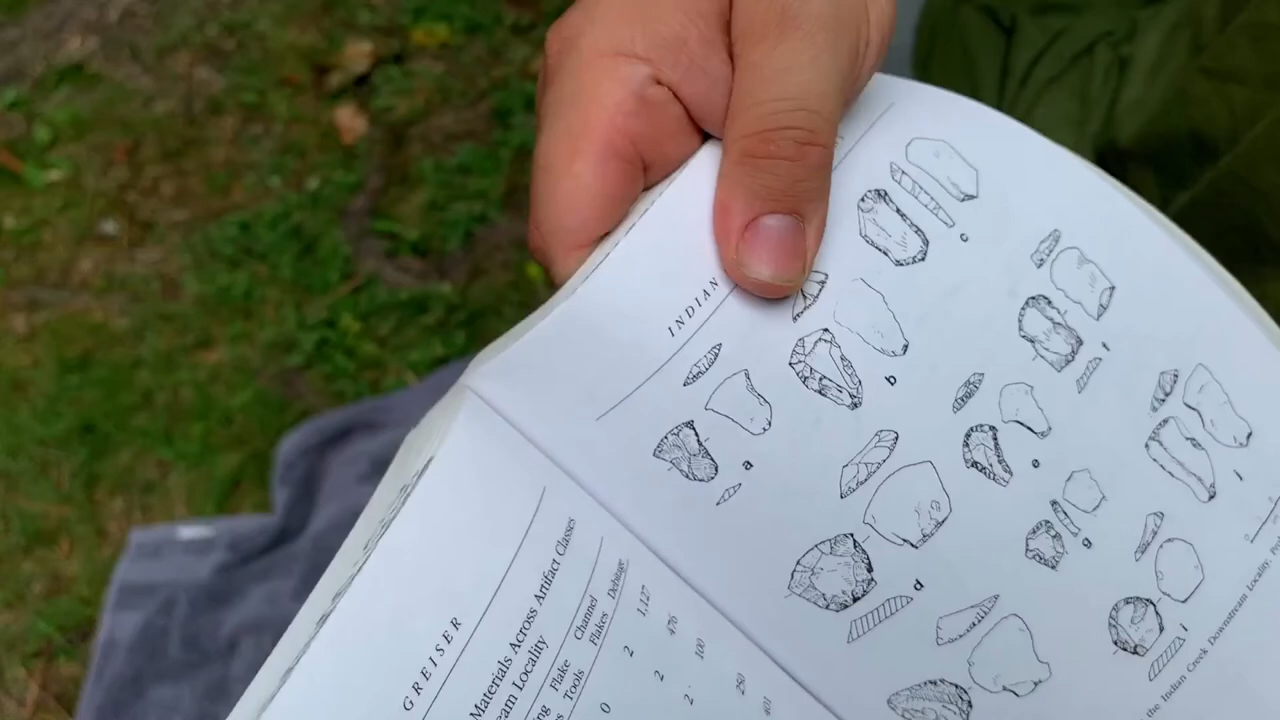 GREISER
Materials Across Artifact Classes
eam Locality
Flake
Tools
Channel
Flakes
Debitage
0
2
1,127
2
476
2
100
250
401
INDIAN
a
b
c
d
e
f
g
i
the Indian Creek Downstream Locality.